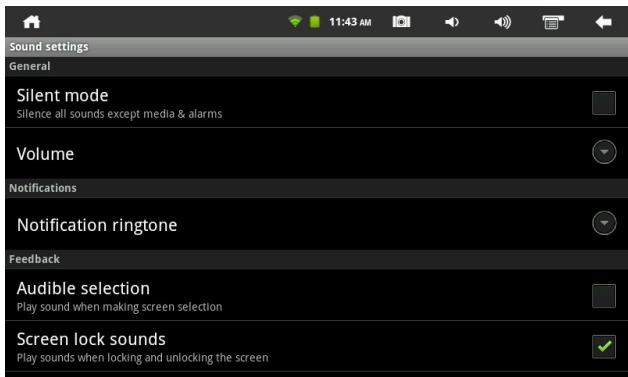 11:43 AM
Sound settings
General
Silent mode
Silence all sounds except media & alarms
Volume
Notifications
Notification ringtone
Feedback
Audible selection
Play sound when making screen selection
Screen lock sounds
Play sounds when locking and unlocking the screen